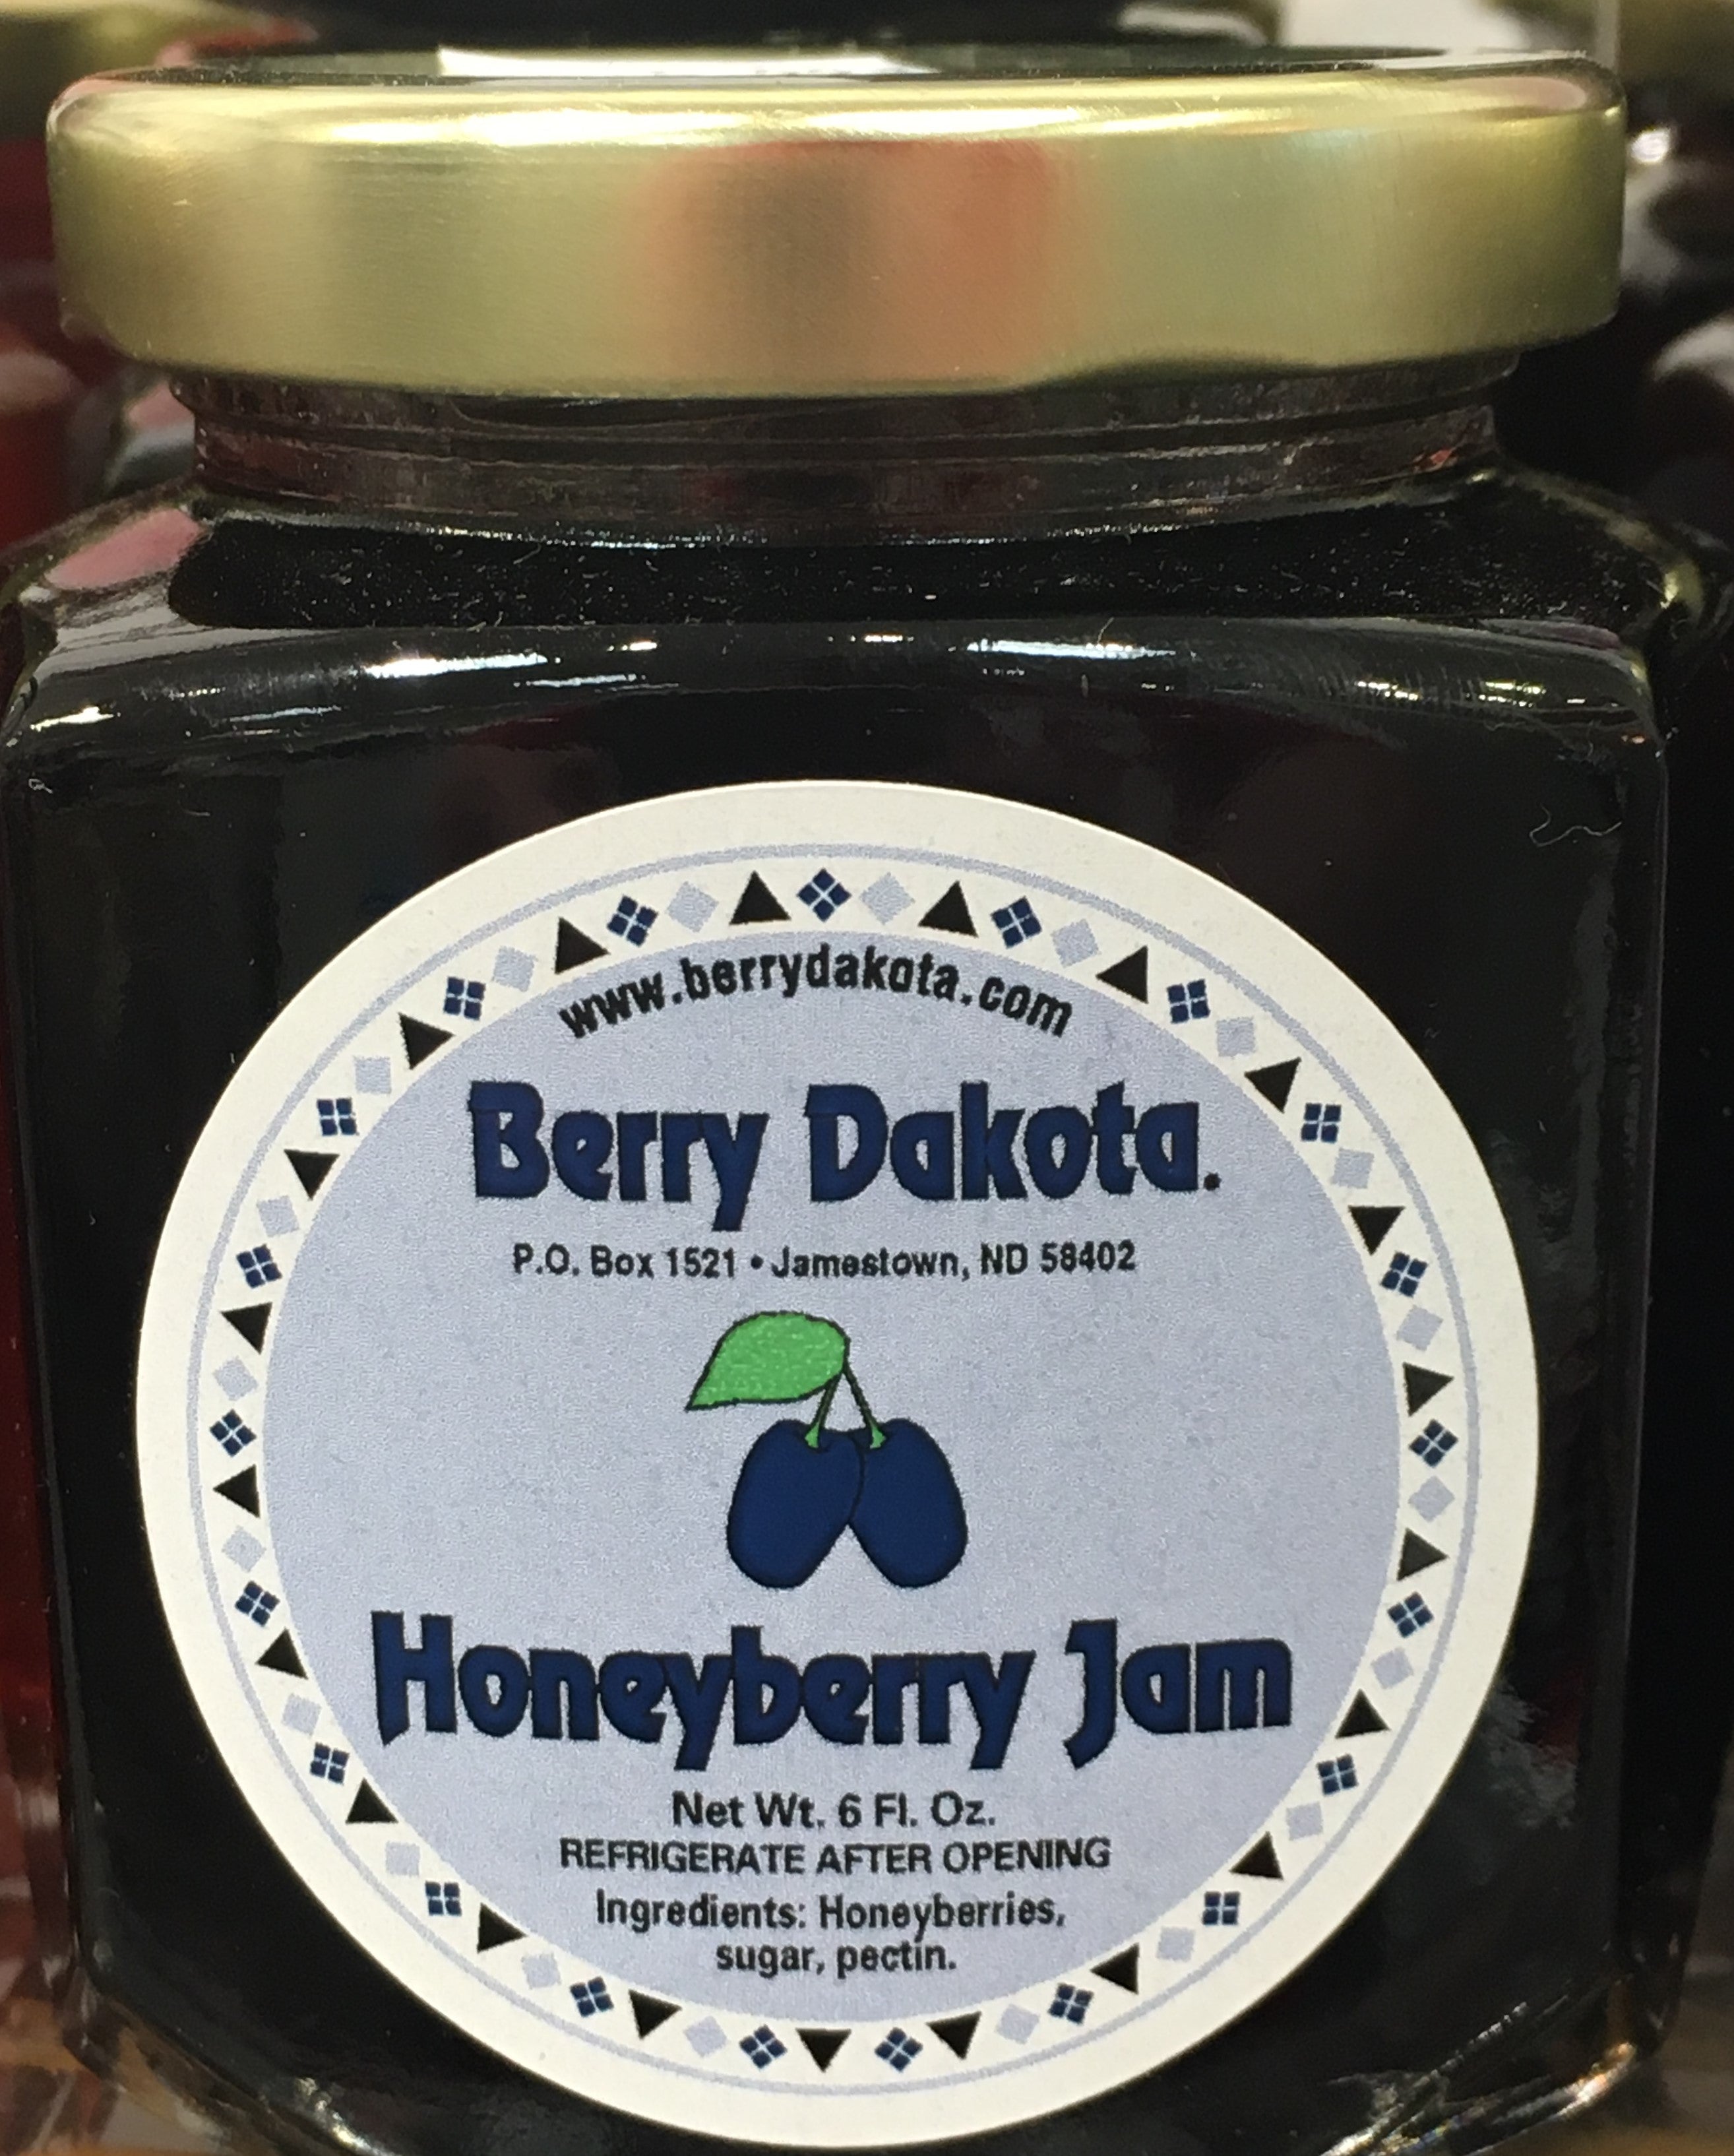 www.berrydakota.com
Berry Dakota.
P.O. Box 1521 • Jamestown, ND 58402
Honeyberry Jam
Net Wt. 6 Fl. Oz.
REFRIGERATE AFTER OPENING
Ingredients: Honeyberries,
sugar, pectin.